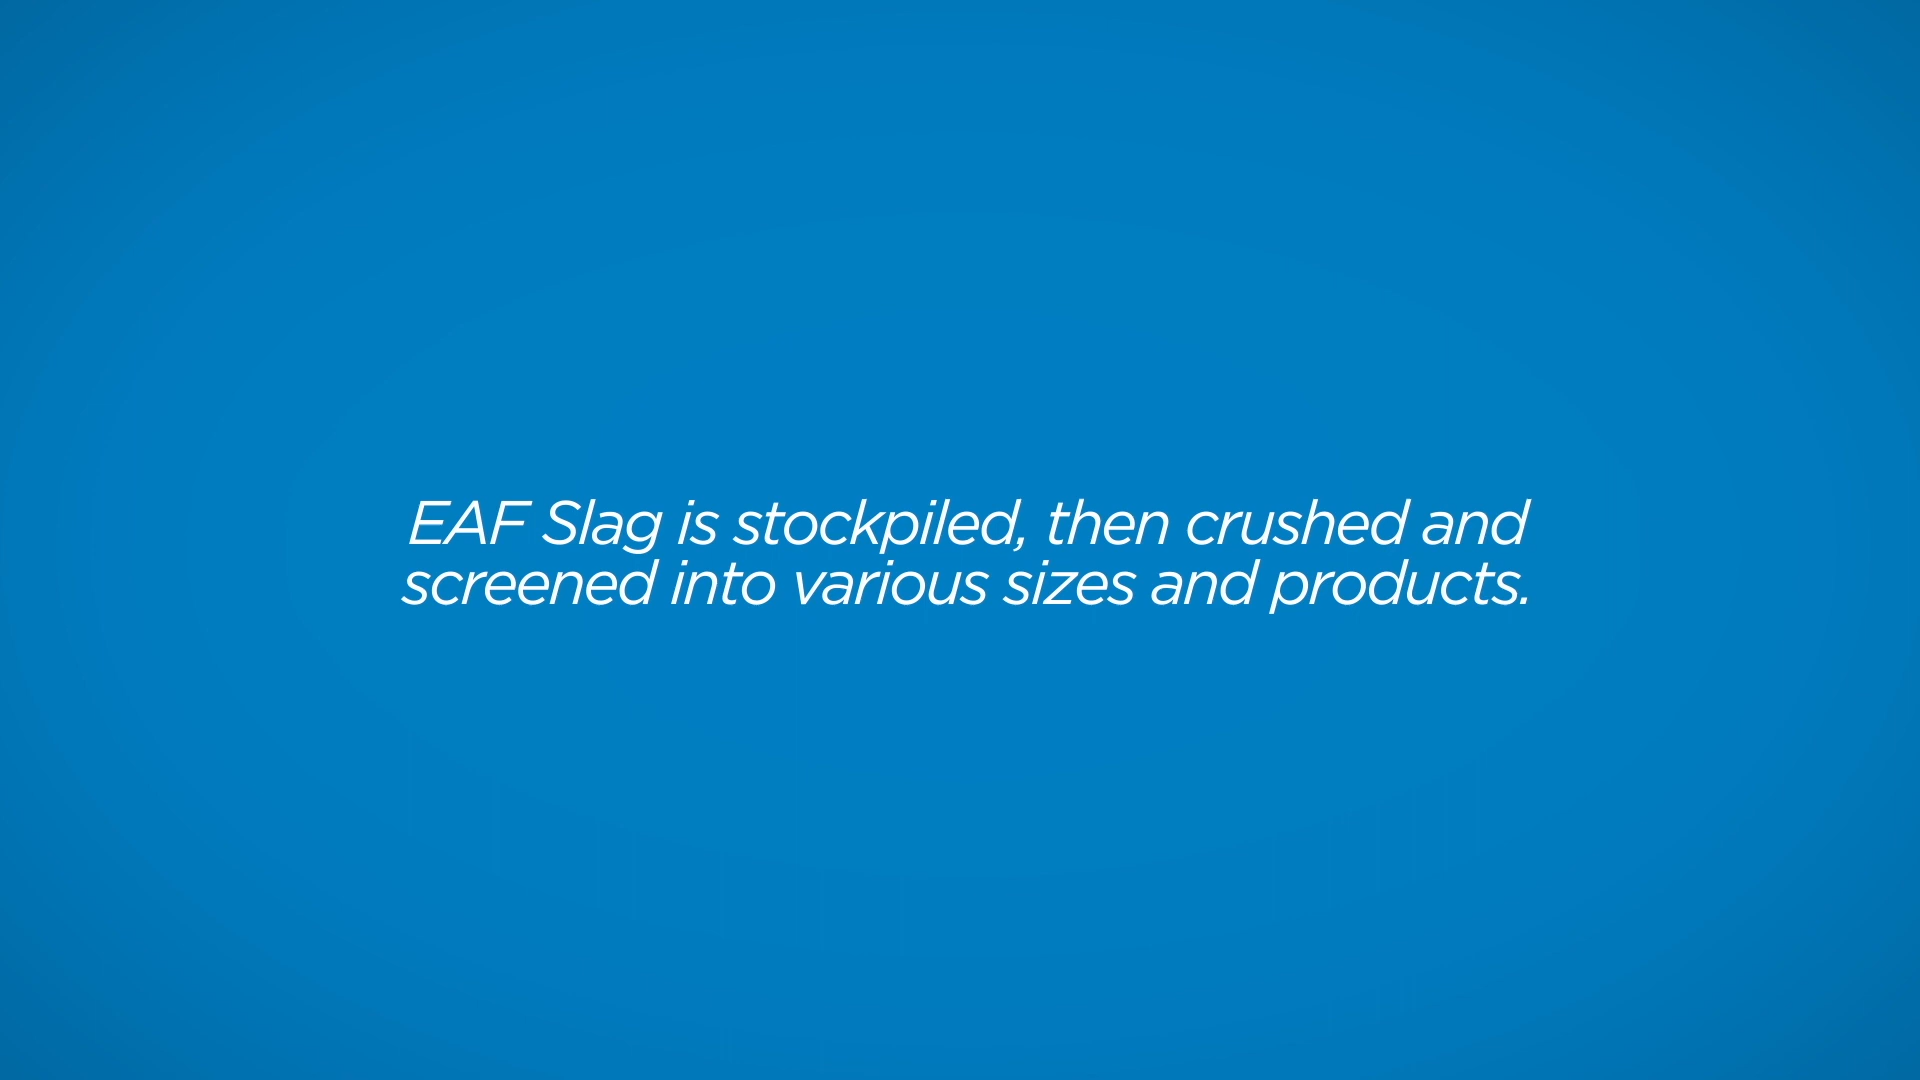 EAF Slag is stockpiled, then crushed and
screened into various sizes and products.